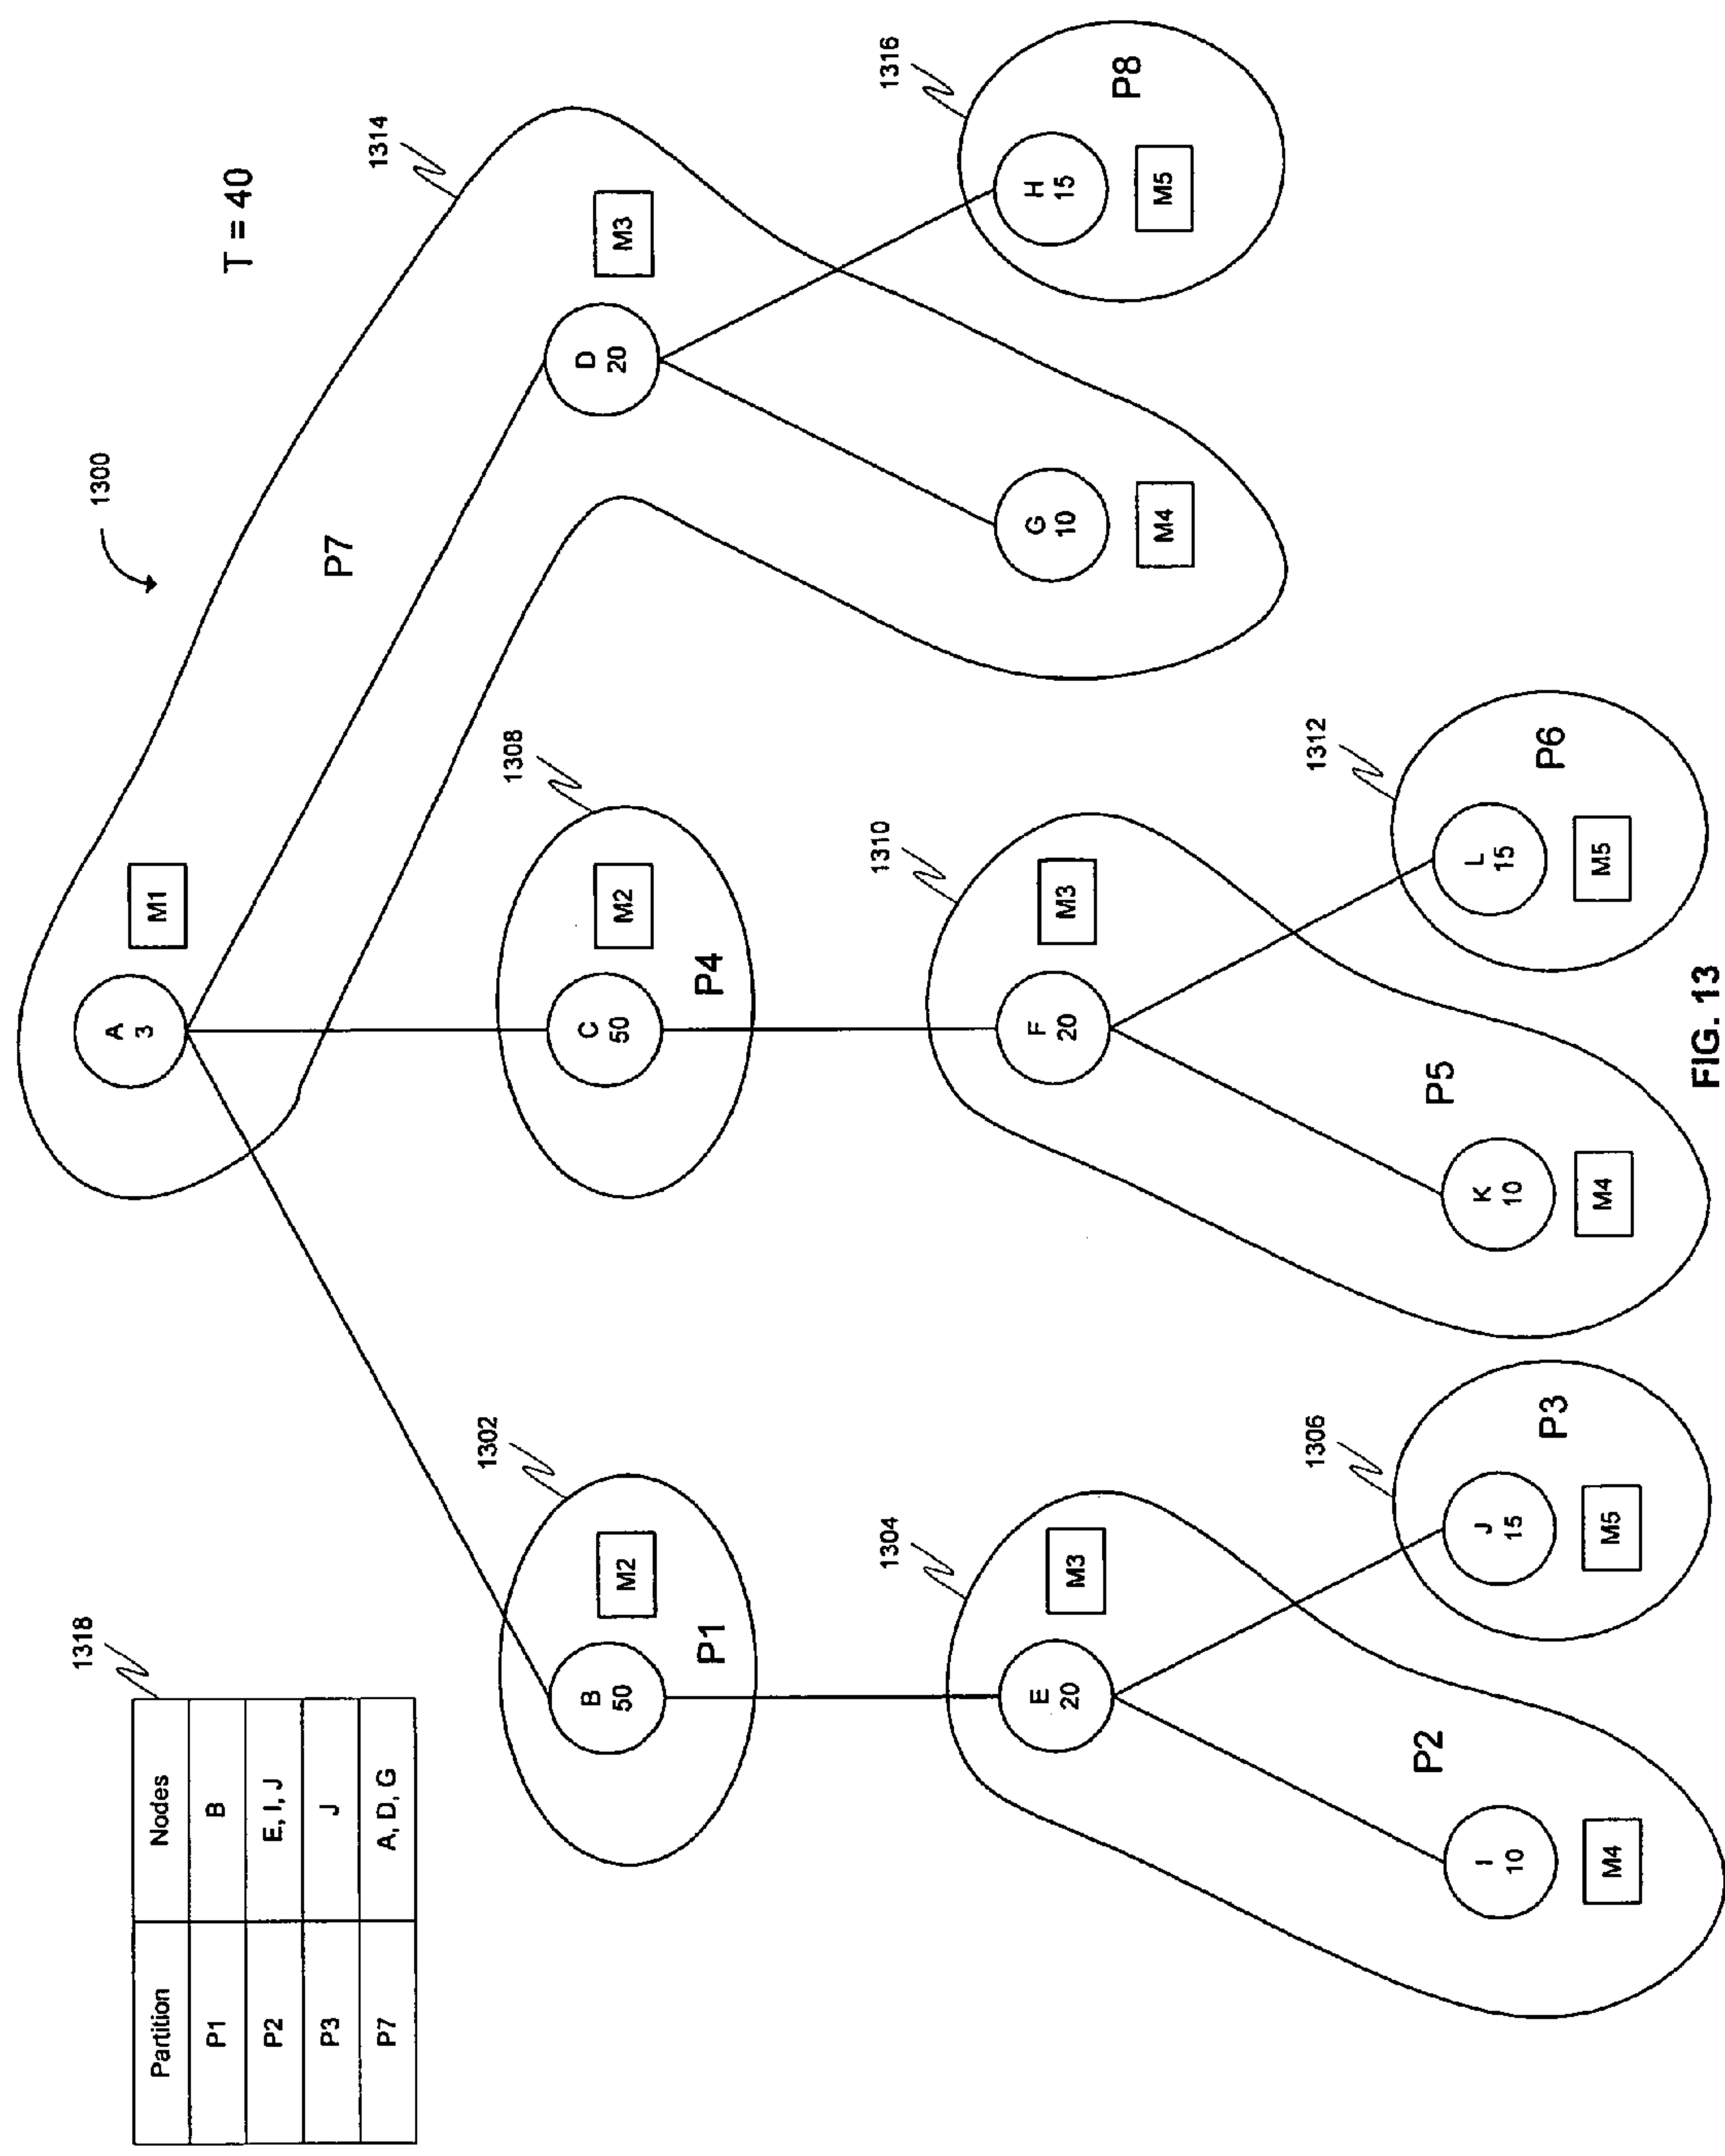 1300
T = 40
1318
Partition Nodes
P1 B
P2 E, I, J
P3 J
P7 A, D, G
A
3
M1
P7
1314
1302
B
50
M2
P1
1308
C
50
M2
P4
D
20
M3
1304
E
20
M3
P2
1310
F
20
M3
P5
G
10
M4
1316
H
15
M5
P8
I
10
M4
1306
J
15
M5
P3
K
10
M4
1312
L
15
M5
P6
FIG. 13